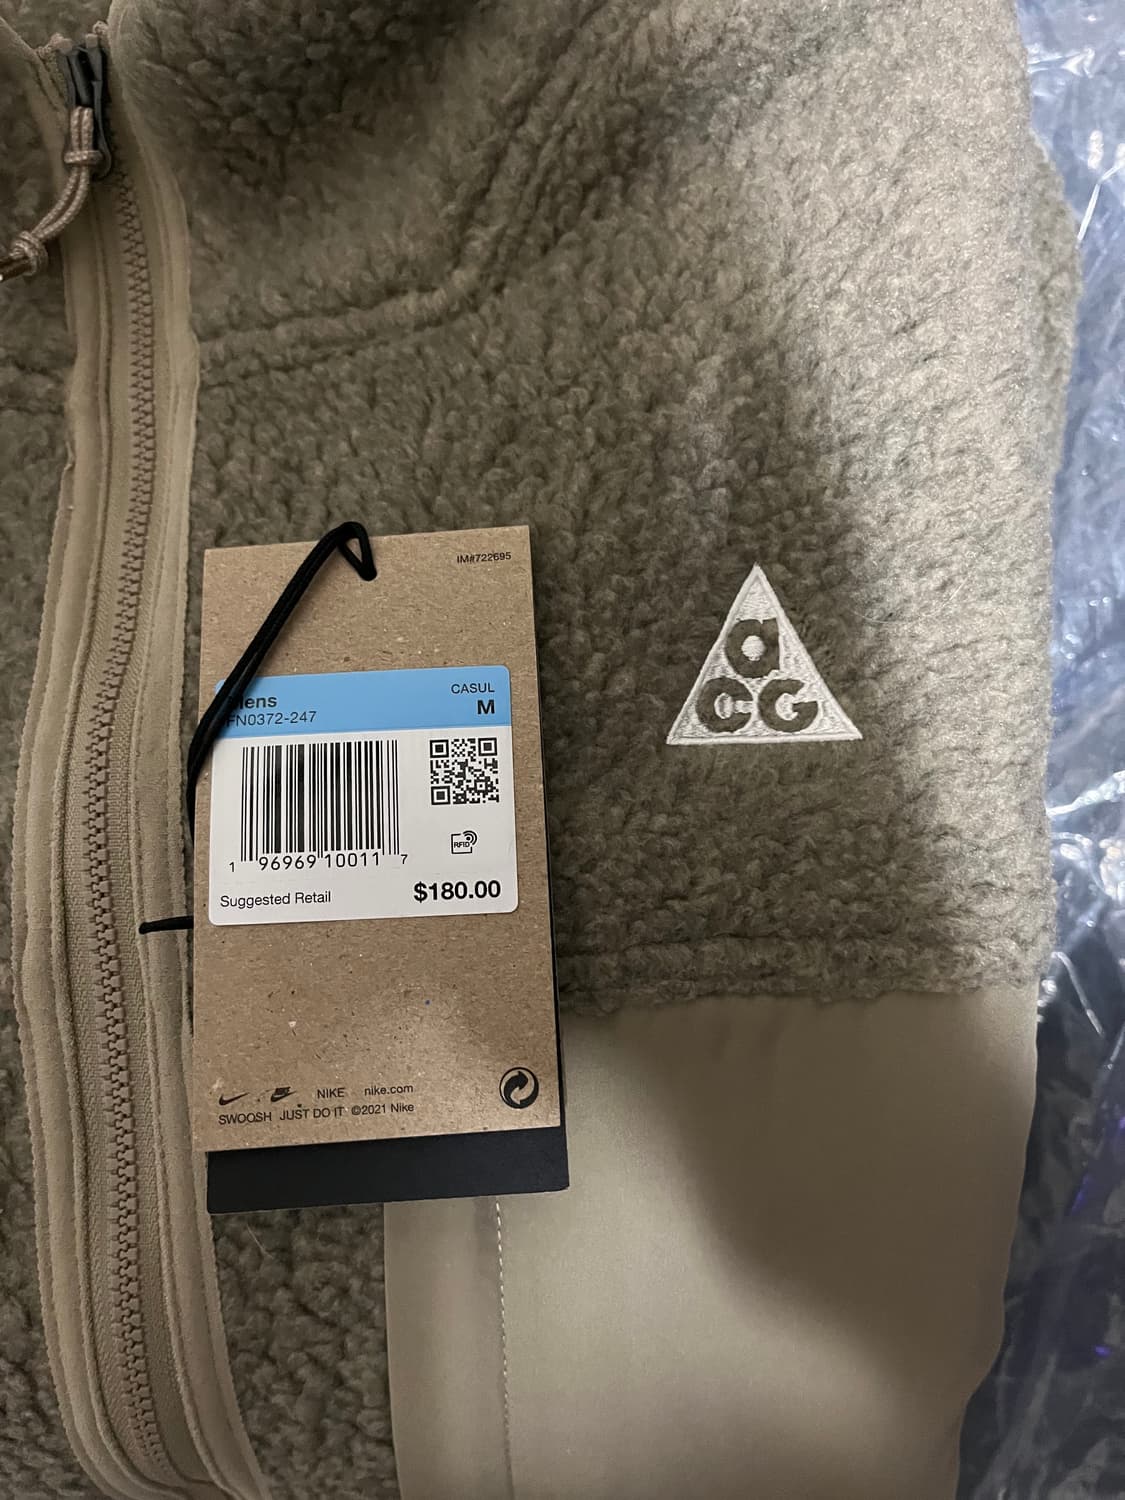 IM#722695
Mens
CASUL
FN0372-247
M
RFID
1 96969 10011 7
Suggested Retail
$180.00
NIKE nike.com
SWOOSH JUST DO IT ©2021 Nike
aCG